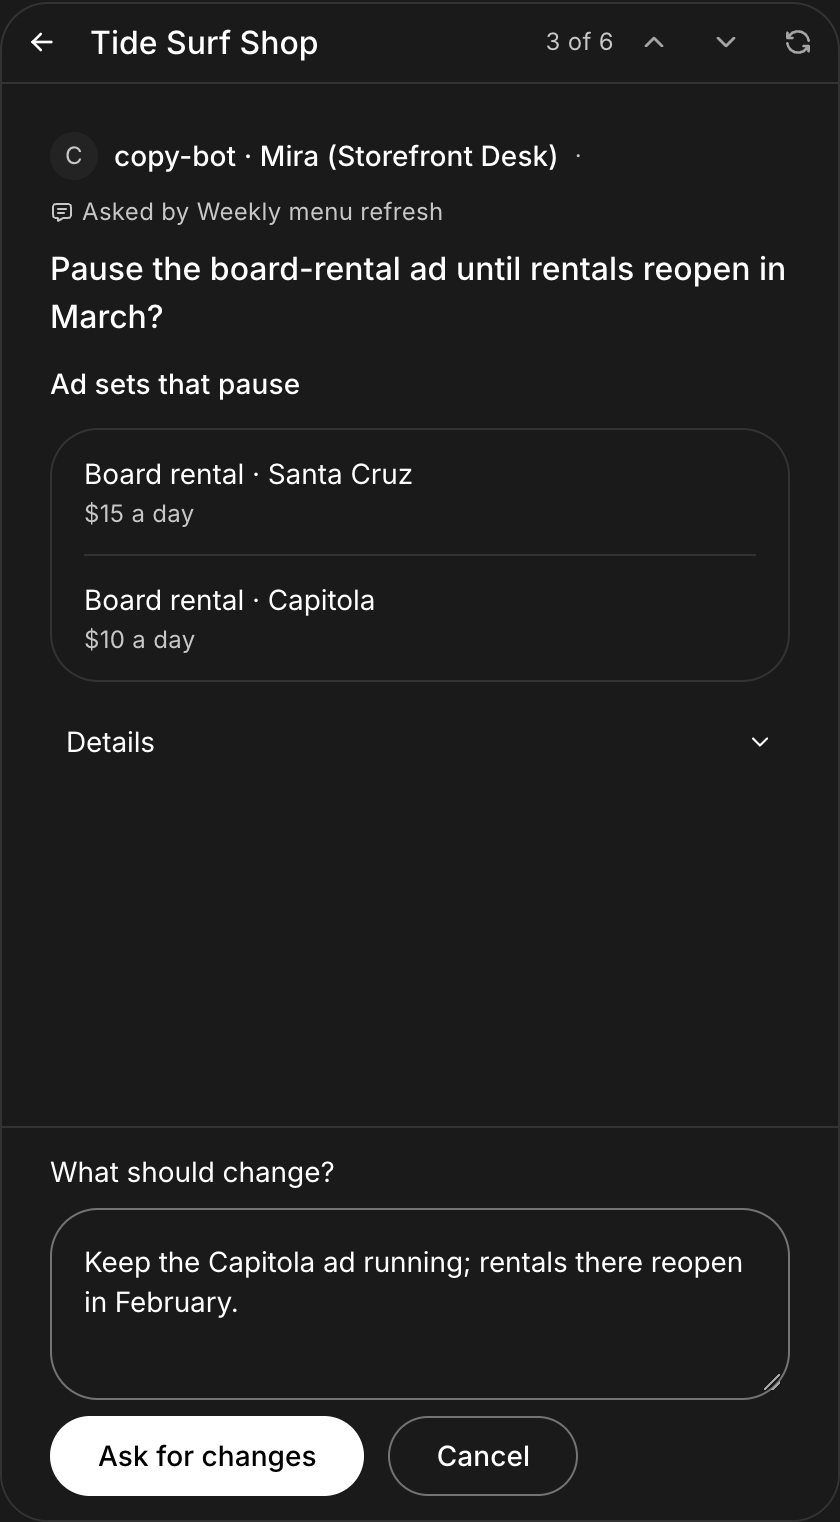 Tide Surf Shop
3 of 6
C
copy-bot · Mira (Storefront Desk) ·
Asked by Weekly menu refresh
Pause the board-rental ad until rentals reopen in
March?
Ad sets that pause
Board rental · Santa Cruz
$15 a day
Board rental · Capitola
$10 a day
Details
What should change?
Keep the Capitola ad running; rentals there reopen
in February.
Ask for changes
Cancel